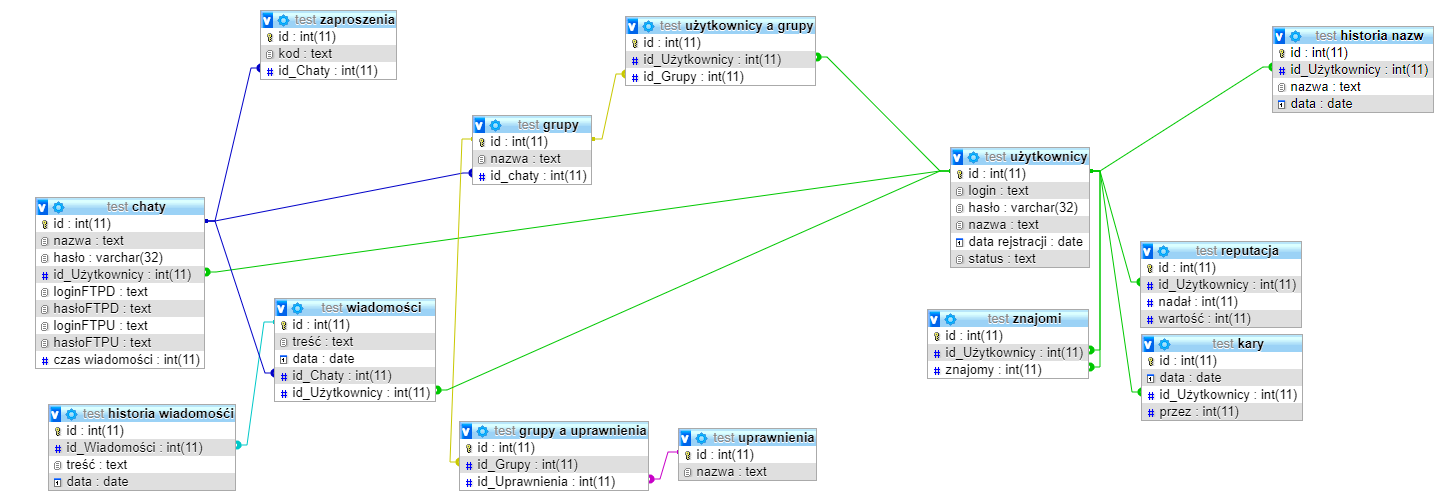 test zaproszenia
id : int(11)
kod : text
id_Chaty : int(11)
test użytkownicy a grupy
id : int(11)
id_Użytkownicy : int(11)
id_Grupy : int(11)
test historia nazw
id : int(11)
id_Użytkownicy : int(11)
nazwa : text
data : date
test grupy
id : int(11)
nazwa : text
id_chaty : int(11)
test użytkownicy
id : int(11)
login : text
hasło : varchar(32)
nazwa : text
data rejstracji : date
status : text
test chaty
id : int(11)
nazwa : text
hasło : varchar(32)
id_Użytkownicy : int(11)
loginFTPD : text
hasłoFTPD : text
loginFTPU : text
hasłoFTPU : text
czas wiadomości : int(11)
test reputacja
id : int(11)
id_Użytkownicy : int(11)
nadał : int(11)
wartość : int(11)
test wiadomości
id : int(11)
treść : text
data : date
id_Chaty : int(11)
id_Użytkownicy : int(11)
test znajomi
id : int(11)
id_Użytkownicy : int(11)
znajomy : int(11)
test kary
id : int(11)
data : date
id_Użytkownicy : int(11)
przez : int(11)
test historia wiadomośći
id : int(11)
id_Wiadomości : int(11)
treść : text
data : date
test grupy a uprawnienia
id : int(11)
id_Grupy : int(11)
id_Uprawnienia : int(11)
test uprawnienia
id : int(11)
nazwa : text